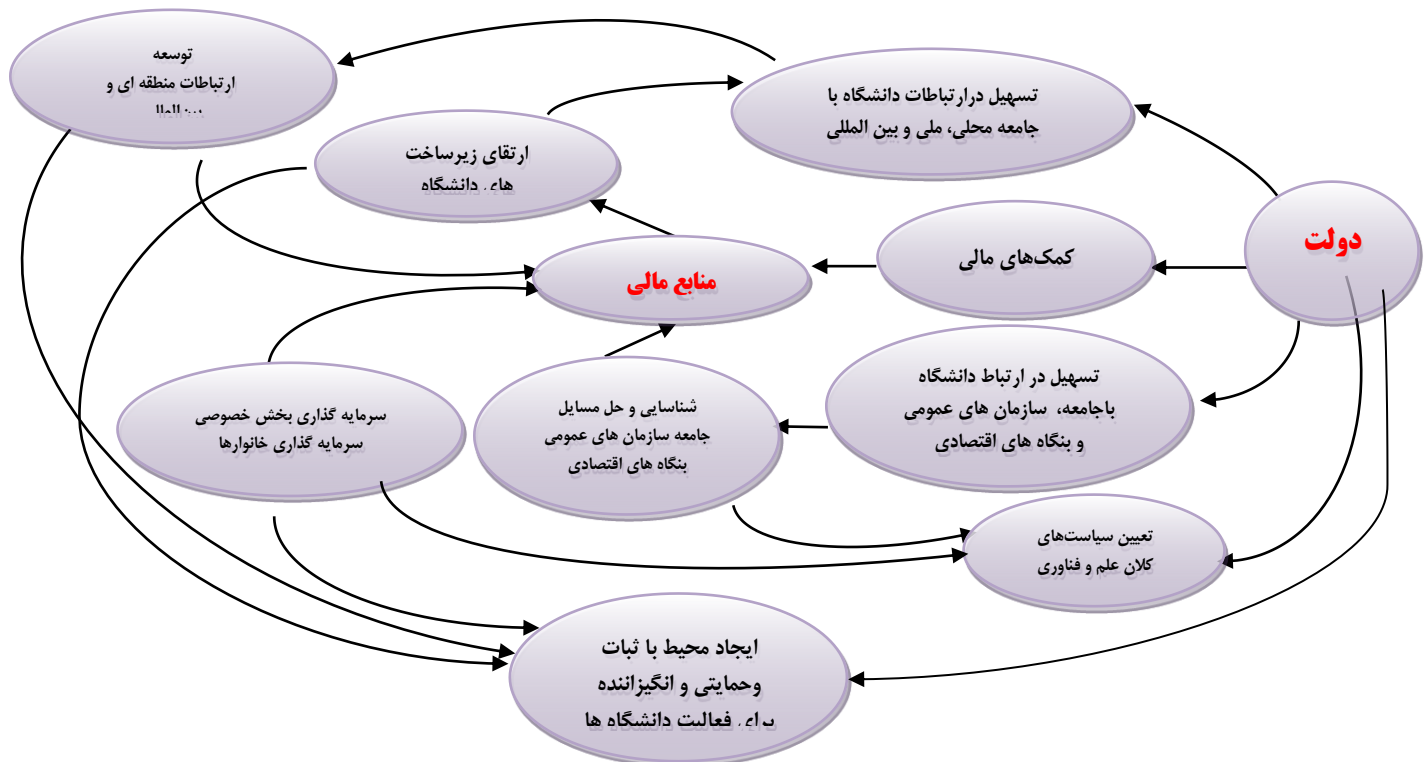 توسعه
ارتباطات منطقه ای و
تسهیل درارتباطات دانشگاه با
جامعه محلی، ملی و بین المللی
ارتقای زیرساخت
های دانشگاه
دولت
کمک‌های مالی
منابع مالی
تسهیل در ارتباط دانشگاه
باجامعه، سازمان های عمومی
و بنگاه های اقتصادی
شناسایی و حل مسایل
جامعه سازمان های عمومی
بنگاه های اقتصادی
سرمایه گذاری بخش خصوصی
سرمایه گذاری خانوارها
تعیین سیاست‌های
کلان علم و فناوری
ایجاد محیط با ثبات
وحمایتی و انگیزاننده
برای فعالیت دانشگاه ها